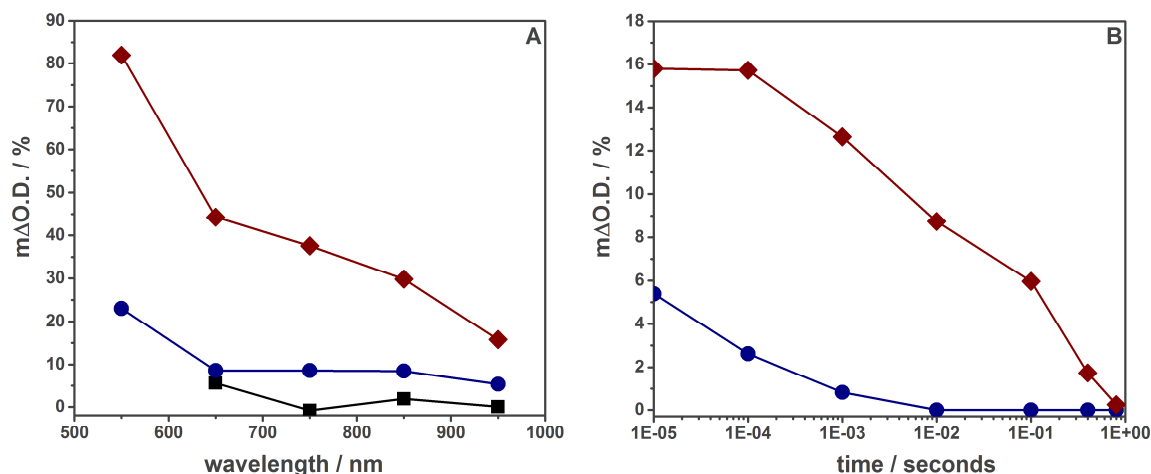 A
90
80
70
60
50
40
30
20
10
0
m∆O.D. / %
500 600 700 800 900 1000
wavelength / nm
B
18
16
14
12
10
8
6
4
2
0
m∆O.D. / %
1E-05 1E-04 1E-03 1E-02 1E-01 1E+00
time / seconds